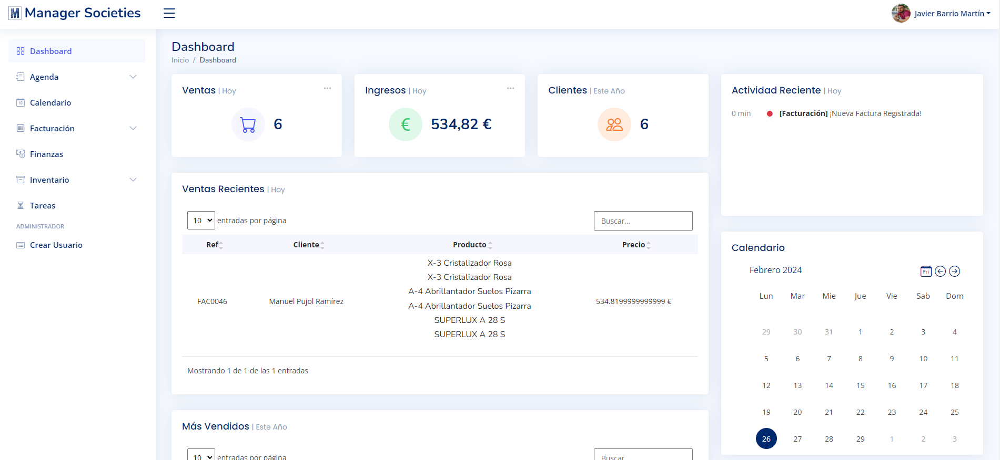 M Manager Societies
Javier Barrio Martín
Dashboard
Agenda
19
Calendario
Facturación
Finanzas
Inventario
Tareas
ADMINISTRADOR
Crear Usuario
Dashboard
Inicio / Dashboard
Ventas | Hoy
6
Ingresos | Hoy
€ 534,82 €
Clientes | Este Año
6
Ventas Recientes | Hoy
10 entradas por página
Buscar...
Ref Cliente Producto Precio
X-3 Cristalizador Rosa
X-3 Cristalizador Rosa
A-4 Abrillantador Suelos Pizarra
FAC0046 Manuel Pujol Ramírez A-4 Abrillantador Suelos Pizarra 534.8199999999999 €
SUPERLUX A 28 S
SUPERLUX A 28 S
Mostrando 1 de 1 de las 1 entradas
Más Vendidos | Este Año
10 entradas por página
Buscar
Actividad Reciente | Hoy
0 min [Facturación] ¡Nueva Factura Registrada!
Calendario
Febrero 2024 Fri
Lun Mar Mie Jue Vie Sab Dom
29 30 31 1 2 3 4
5 6 7 8 9 10 11
12 13 14 15 16 17 18
19 20 21 22 23 24 25
26 27 28 29 1 2 3